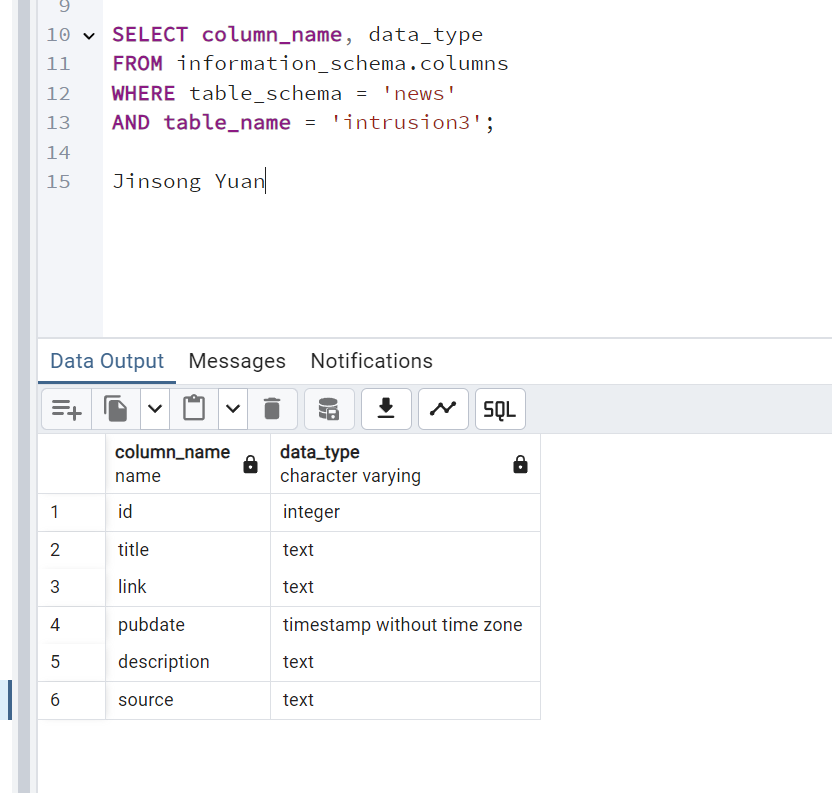 9
10 SELECT column_name, data_type
11 FROM information_schema.columns
12 WHERE table_schema = 'news'
13 AND table_name = 'intrusion3';
14
15 Jinsong Yuan
Data Output Messages Notifications
SQL
column_name data_type
name character varying
1 id integer
2 title text
3 link text
4 pubdate timestamp without time zone
5 description text
6 source text